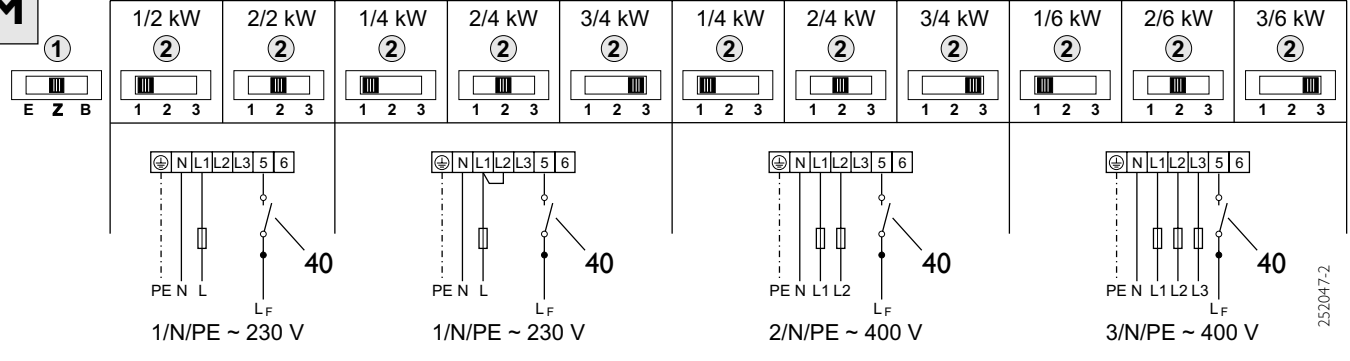 M
1/2 kW 2/2 kW 1/4 kW 2/4 kW 3/4 kW 1/4 kW 2/4 kW 3/4 kW 1/6 kW 2/6 kW 3/6 kW
1 2 2 2 2 2 2 2 2 2 2 2
E Z B 1 2 3 1 2 3 1 2 3 1 2 3 1 2 3 1 2 3 1 2 3 1 2 3 1 2 3 1 2 3 1 2 3
N L1 L2 L3 5 6 N L1 L2 L3 5 6 N L1 L2 L3 5 6 N L1 L2 L3 5 6
40 40 40 40
PE N L PE N L PE N L1 L2 PE N L1 L2 L3
LF LF LF LF
1/N/PE ~ 230 V 1/N/PE ~ 230 V 2/N/PE ~ 400 V 3/N/PE ~ 400 V
252047-2